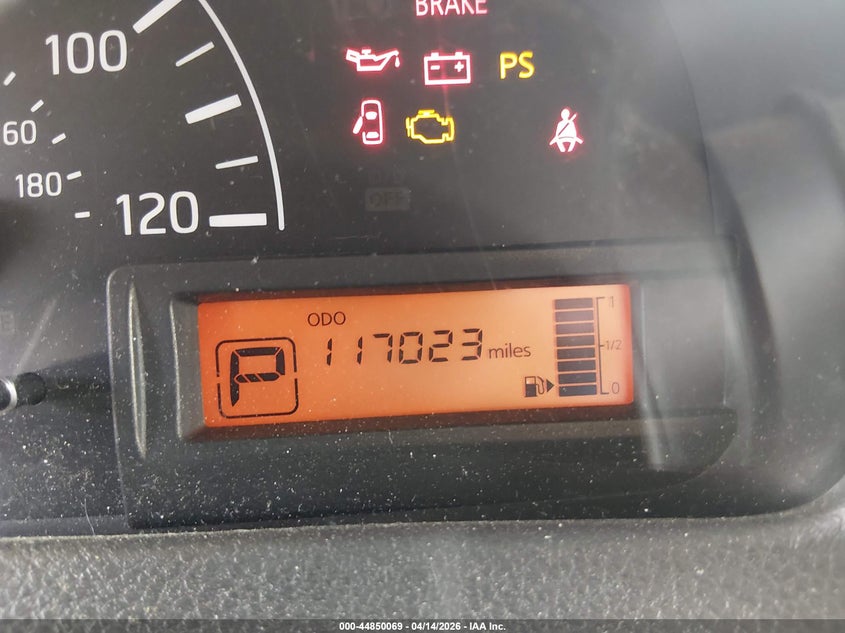 BRAKE
100
PS
60
180
120
OFF
ODO
1
117023 miles
1/2
P
0
000-44850069 - 04/14/2026 - IAA Inc.